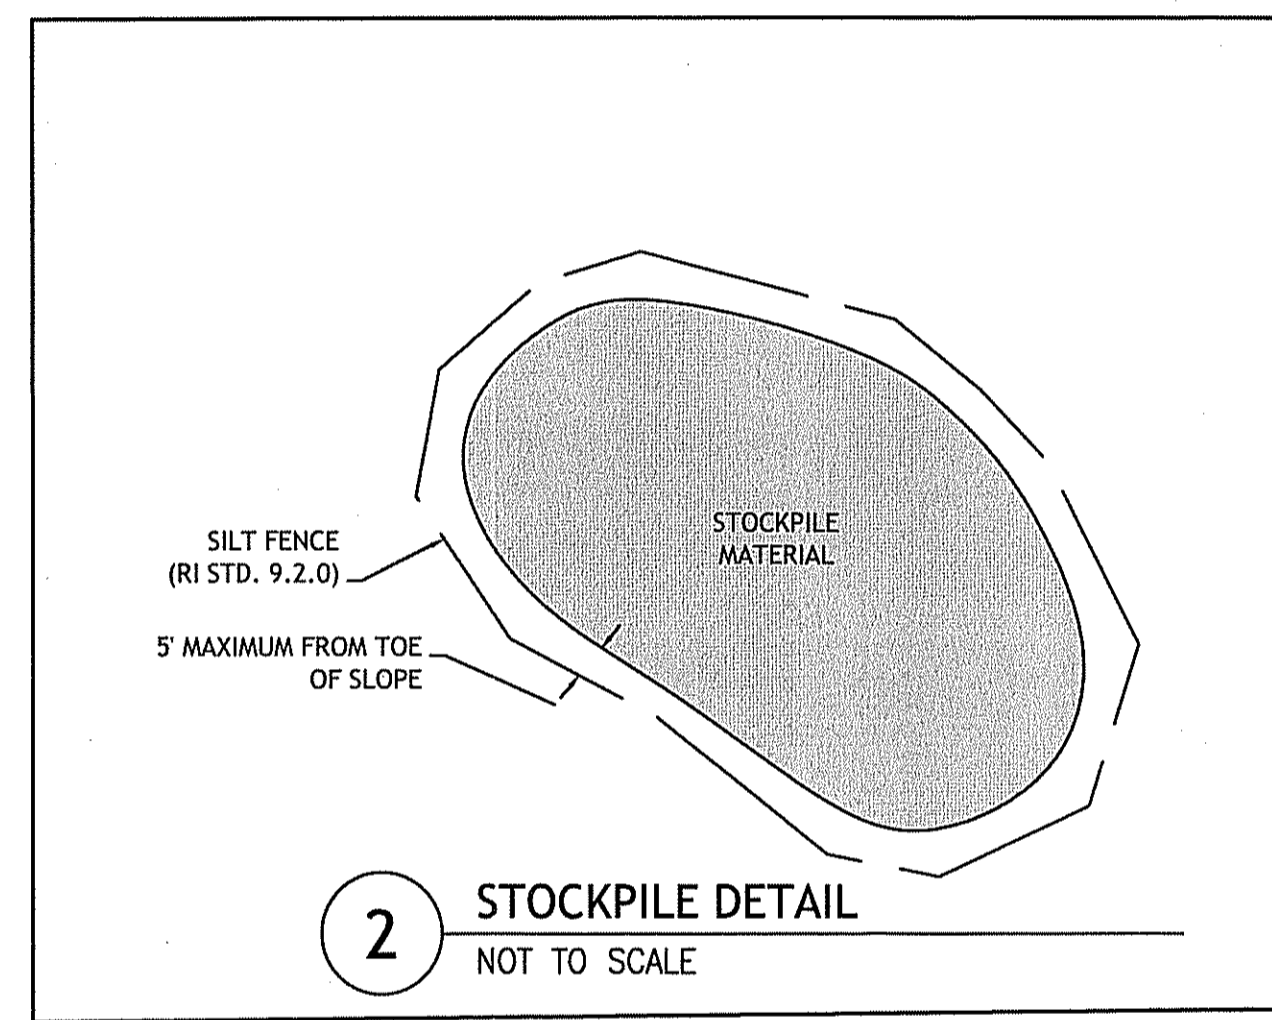 STOCKPILE
MATERIAL
SILT FENCE
(RI STD. 9.2.0)
5' MAXIMUM FROM TOE
OF SLOPE
2
STOCKPILE DETAIL
NOT TO SCALE